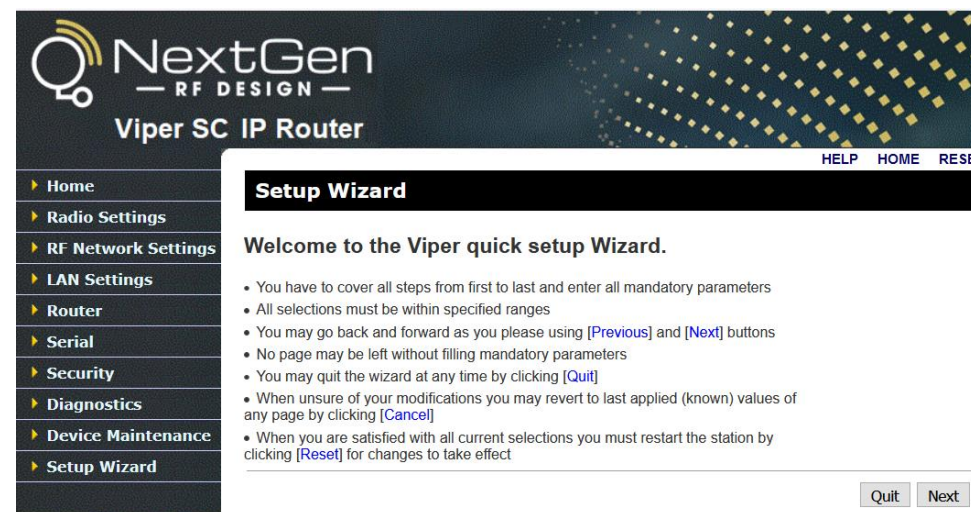 NextGen
RF DESIGN
Viper SC IP Router
HELP HOME RESE
Home
Radio Settings
RF Network Settings
LAN Settings
Router
Serial
Security
Diagnostics
Device Maintenance
Setup Wizard
Setup Wizard
Welcome to the Viper quick setup Wizard.
• You have to cover all steps from first to last and enter all mandatory parameters
• All selections must be within specified ranges
• You may go back and forward as you please using [Previous] and [Next] buttons
• No page may be left without filling mandatory parameters
• You may quit the wizard at any time by clicking [Quit]
• When unsure of your modifications you may revert to last applied (known) values of
any page by clicking [Cancel]
• When you are satisfied with all current selections you must restart the station by
clicking [Reset] for changes to take effect
Quit Next